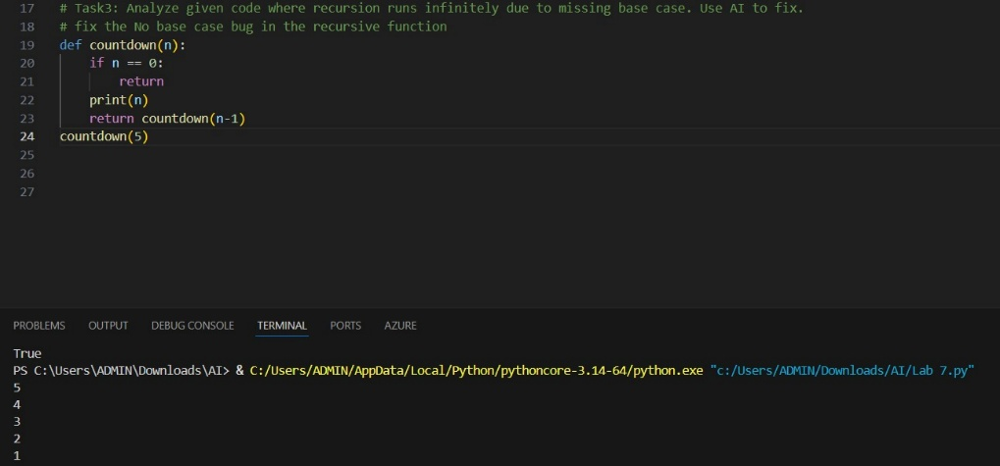 17 # Task3: Analyze given code where recursion runs infinitely due to missing base case. Use AI to fix.
18 # fix the No base case bug in the recursive function
19 def countdown(n):
20     if n == 0:
21         return
22     print(n)
23     return countdown(n-1)
24 countdown(5)
25
26
27
PROBLEMS OUTPUT DEBUG CONSOLE TERMINAL PORTS AZURE
True
PS C:\Users\ADMIN\Downloads\AI> & C:/Users/ADMIN/AppData/Local/Python/pythoncore-3.14-64/python.exe "c:/Users/ADMIN/Downloads/AI/Lab 7.py"
5
4
3
2
1